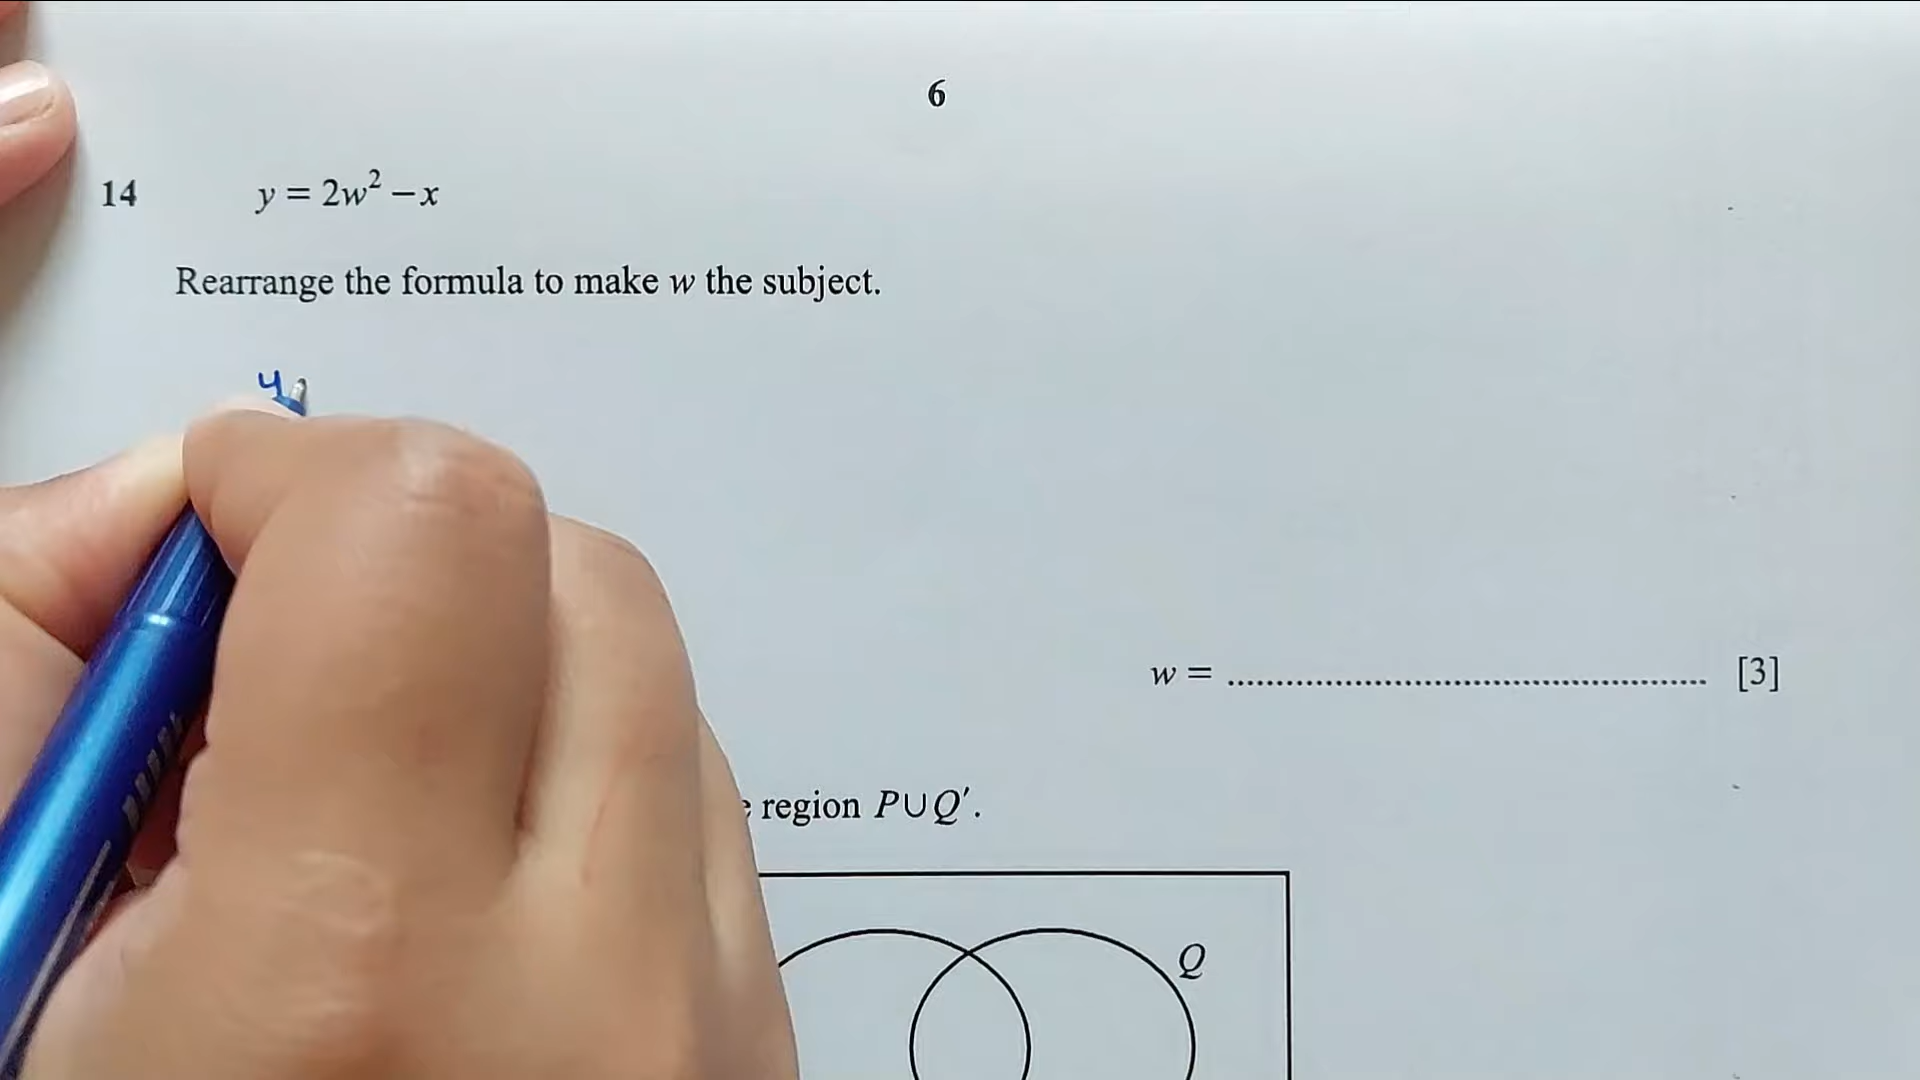 6
14 y = 2w² – x
Rearrange the formula to make w the subject.
y
w = ................................................ [3]
region P∪Q′.
Q